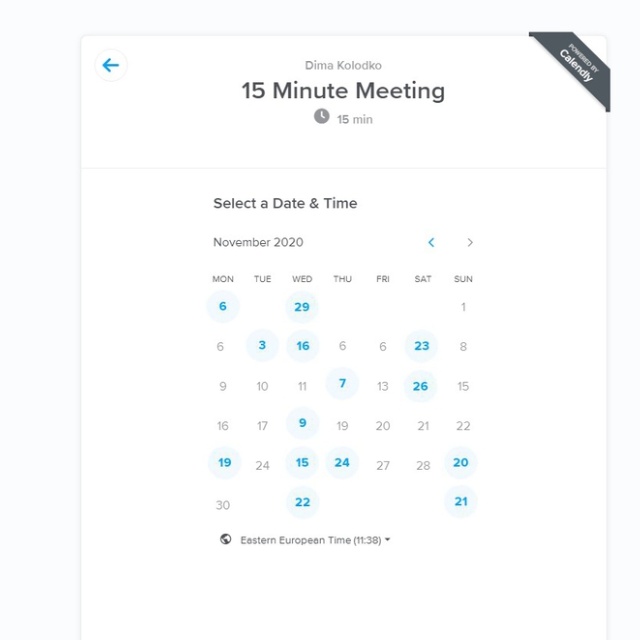 POWERED BY
Calendly
Dima Kolodko
15 Minute Meeting
15 min
Select a Date & Time
November 2020
MON TUE WED THU FRI SAT SUN
6 29 1
6 3 16 6 6 23 8
9 10 11 7 13 26 15
16 17 9 19 20 21 22
19 24 15 24 27 28 20
30 22 21
Eastern European Time (11:38)